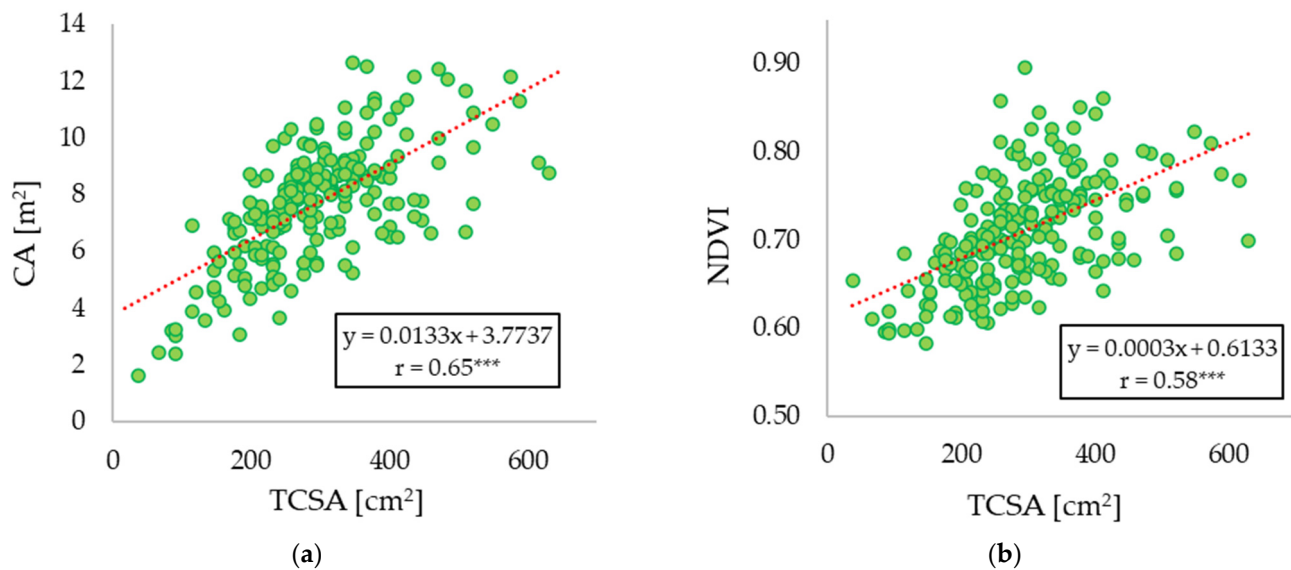 14
12
10
8
6
4
2
0
CA [m²]
y = 0.0133x + 3.7737
r = 0.65***
0 200 400 600
TCSA [cm²]
(a)
0.90
0.80
0.70
0.60
0.50
NDVI
y = 0.0003x + 0.6133
r = 0.58***
0 200 400 600
TCSA [cm²]
(b)